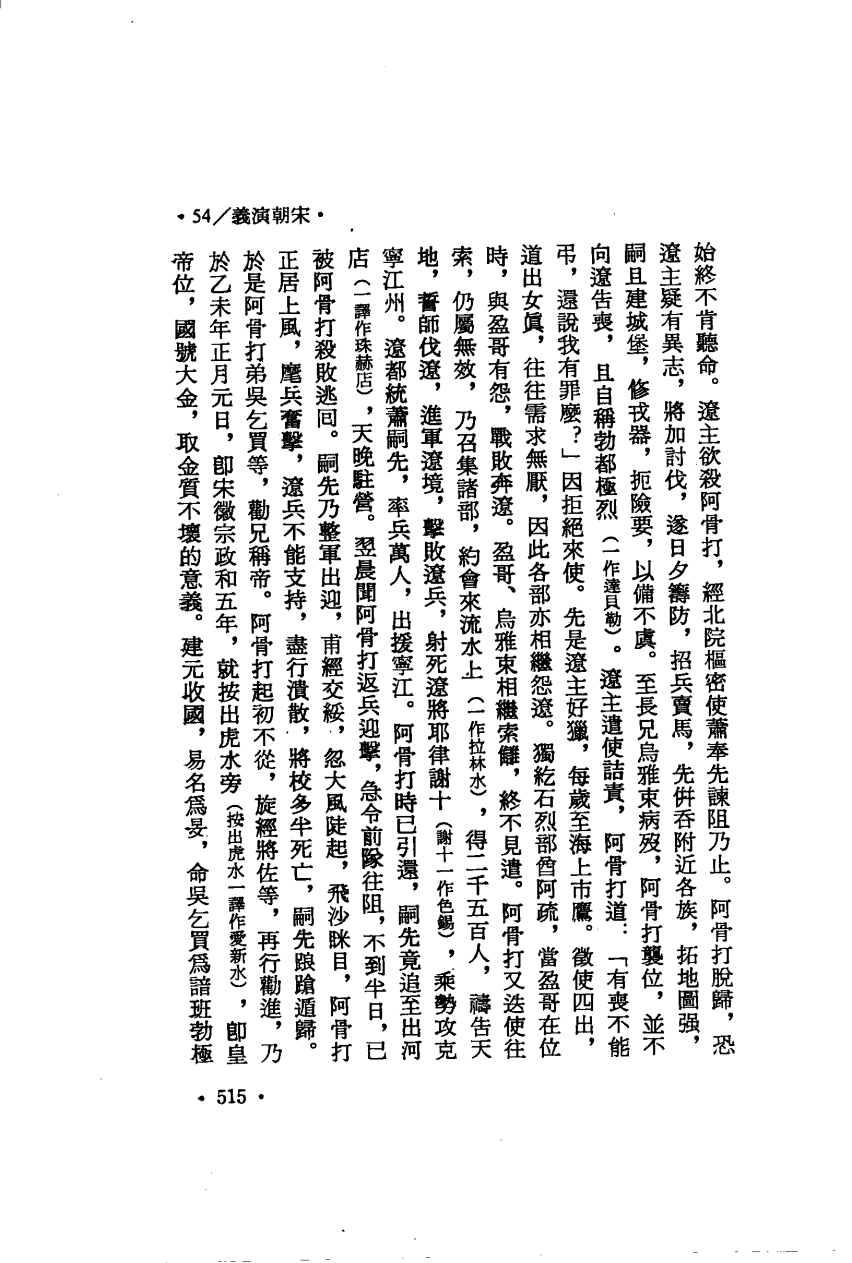 •54/義演朝宋•
始終不肯聽命。遼主欲殺阿骨打，經北院樞密使蕭奉先諫阻乃止。阿骨打脫歸，恐
遼主疑有異志，將加討伐，遂日夕籌防，招兵賣馬，先併吞附近各族，拓地圖强，
嗣且建城堡，修戎器，扼險要，以備不虞。至長兄烏雅束病歿，阿骨打襲位，並不
向遼告喪，且自稱勃都極烈（一作達貝勒）。遼主遣使詰責，阿骨打道：「有喪不能
弔，還說我有罪麼？」因拒絕來使。先是遼主好獵，每歲至海上市鷹。徵使四出，
道出女眞，往往需求無厭，因此各部亦相繼怨遼。獨紇石烈部酋阿疏，當盈哥在位
時，與盈哥有怨，戰敗奔遼。盈哥、烏雅束相繼索讎，終不見遣。阿骨打又迭使往
索，仍屬無效，乃召集諸部，約會來流水上（一作拉林水），得二千五百人，禱告天
地，誓師伐遼，進軍遼境，擊敗遼兵，射死遼將耶律謝十（謝十一作色錫），乘勢攻克
寧江州。遼都統蕭嗣先，率兵萬人，出援寧江。阿骨打時已引還，嗣先竟追至出河
店（一譯作珠赫店），天晚駐營。翌晨聞阿骨打返兵迎擊，急令前隊往阻，不到半日，已
被阿骨打殺敗逃回。嗣先乃整軍出迎，甫經交綏，忽大風陡起，飛沙眯目，阿骨打
正居上風，麾兵奮擊，遼兵不能支持，盡行潰散，將校多半死亡，嗣先踉蹌遁歸。
於是阿骨打弟吳乞買等，勸兄稱帝。阿骨打起初不從，旋經將佐等，再行勸進，乃
於乙未年正月元日，卽宋徽宗政和五年，就按出虎水旁（按出虎水一譯作愛新水），卽皇
帝位，國號大金，取金質不壞的意義。建元收國，易名爲旻，命吳乞買爲諳班勃極
•515•